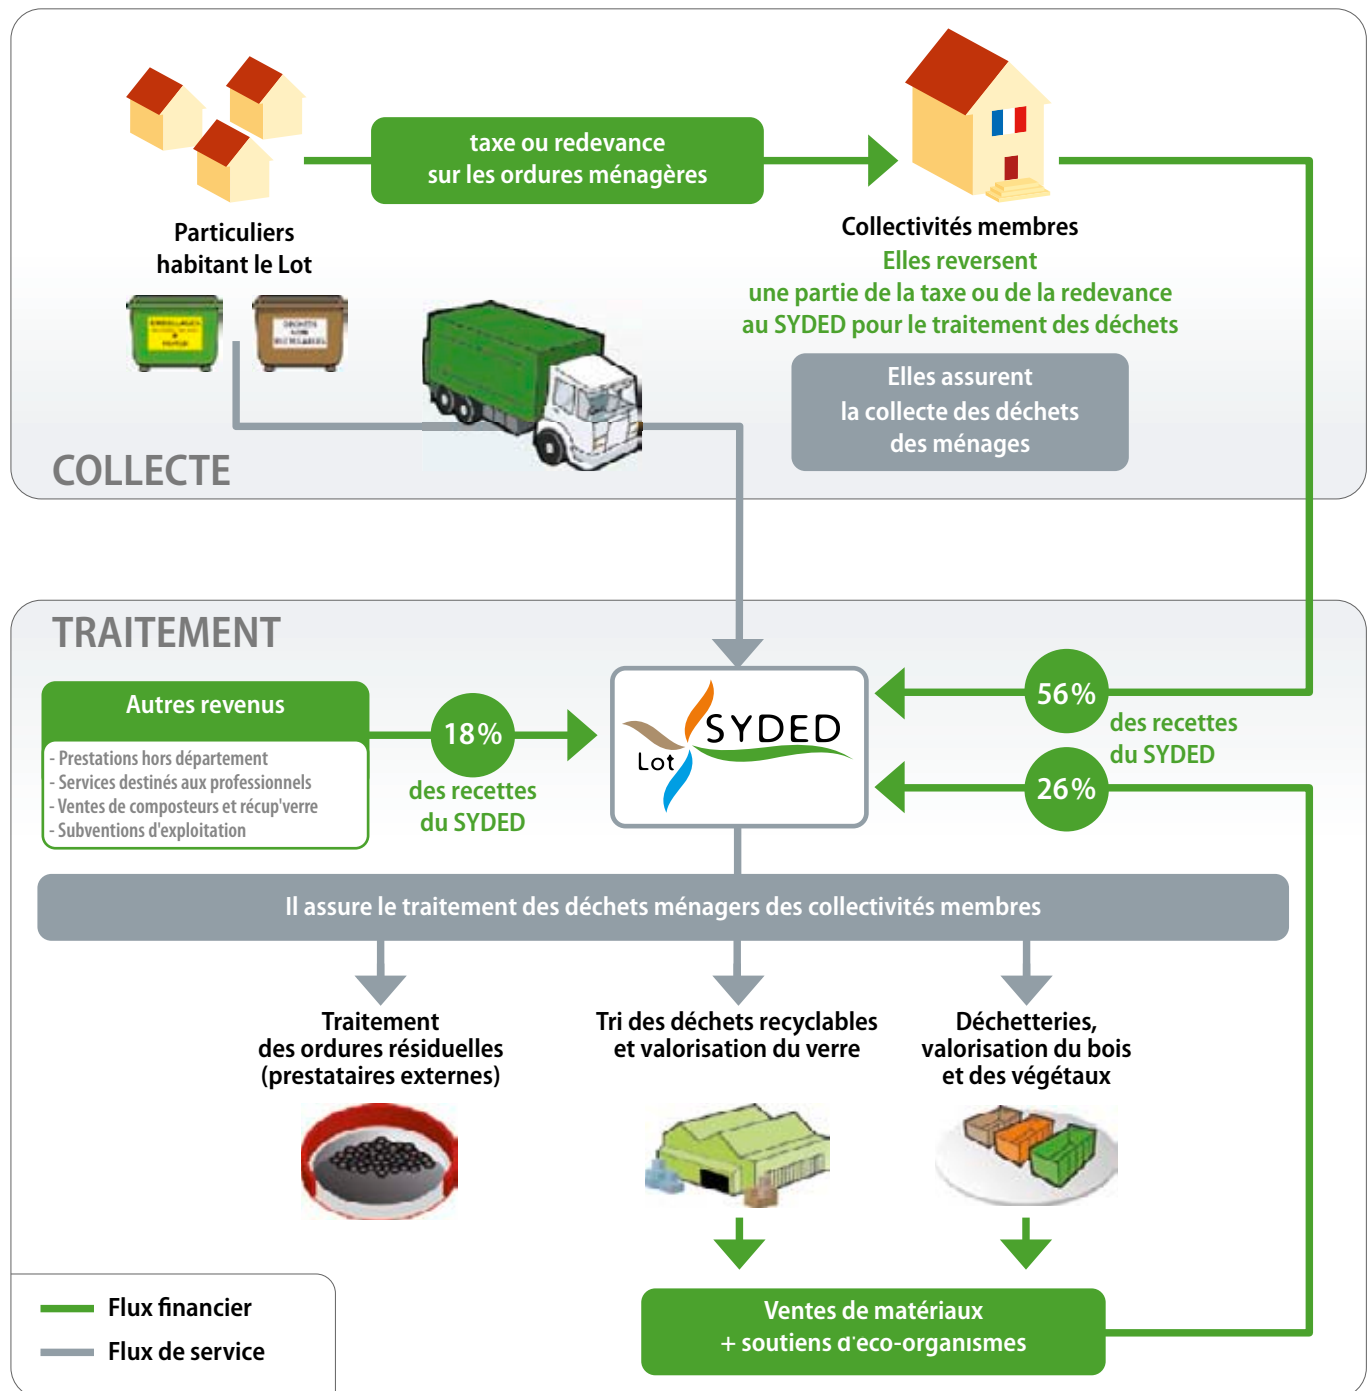 taxe ou redevance
sur les ordures ménagères
Particuliers
habitant le Lot
Collectivités membres
Elles reversent
une partie de la taxe ou de la redevance
au SYDED pour le traitement des déchets
EMBALLAGES
DÉCHETS
NON
RECYCLABLES
Elles assurent
la collecte des déchets
des ménages
COLLECTE
TRAITEMENT
Autres revenus
- Prestations hors département
- Services destinés aux professionnels
- Ventes de composteurs et récup'verre
- Subventions d'exploitation
18%
des recettes
du SYDED
SYDED
Lot
56%
des recettes
du SYDED
26%
Il assure le traitement des déchets ménagers des collectivités membres
Traitement
des ordures résiduelles
(prestataires externes)
Tri des déchets recyclables
et valorisation du verre
Déchetteries,
valorisation du bois
et des végétaux
Ventes de matériaux
+ soutiens d'éco-organismes
Flux financier
Flux de service